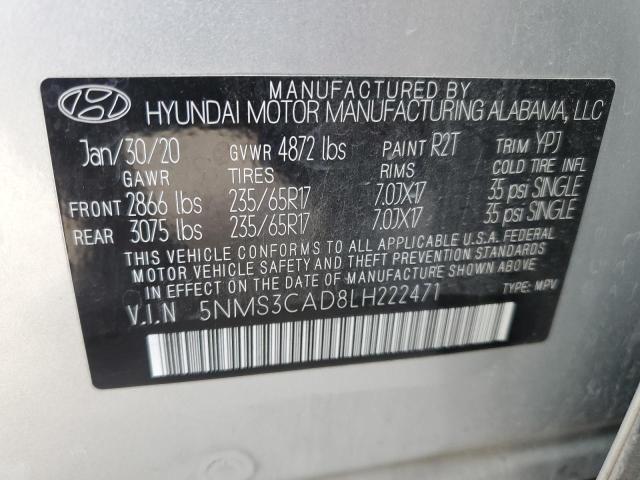 MANUFACTURED BY
HYUNDAI MOTOR MANUFACTURING ALABAMA, LLC
Jan/30/20 GVWR 4872 lbs PAINT R2T TRIM YPJ
GAWR TIRES RIMS COLD TIRE INFL
FRONT 2866 lbs 235/65R17 7.0JX17 35 psi SINGLE
REAR 3075 lbs 235/65R17 7.0JX17 35 psi SINGLE
THIS VEHICLE CONFORMS TO ALL APPLICABLE U.S.A. FEDERAL
MOTOR VEHICLE SAFETY AND THEFT PREVENTION STANDARDS
IN EFFECT ON THE DATE OF MANUFACTURE SHOWN ABOVE.
V.I.N 5NMS3CAD8LH222471 TYPE: MPV